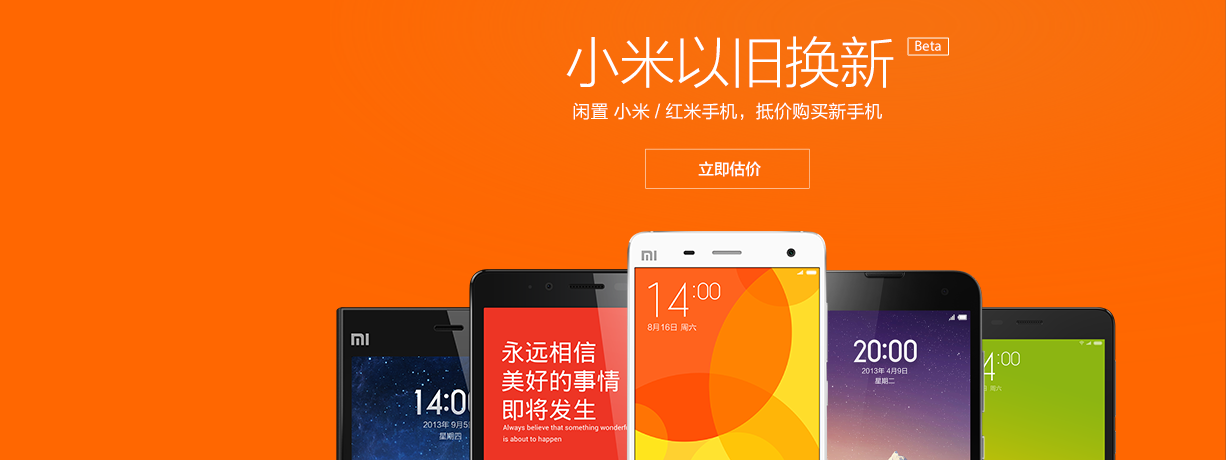 小米以旧换新
Beta
闲置 小米 / 红米手机，抵价购买新手机
立即估价
mi
14:00
8月16日 周六
mi
14:0
2013年 9月5
星期四
永远相信
美好的事情
即将发生
Always believe that something wonderf
is about to happen
20:00
2013年 4月9日
星期二
4:00
周六